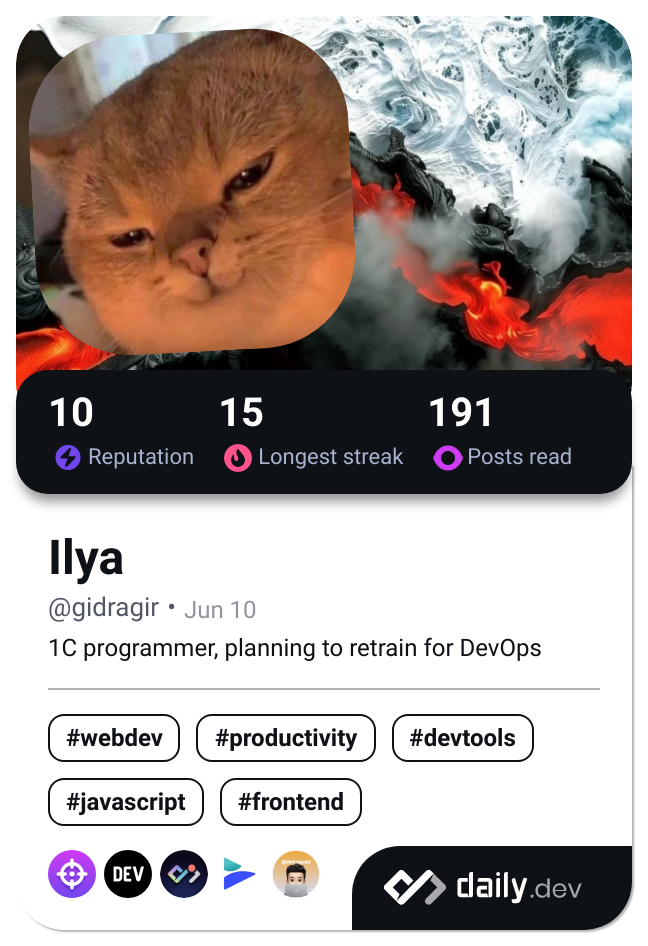 10 15 191
Reputation Longest streak Posts read
Ilya
@gidragir • Jun 10
1C programmer, planning to retrain for DevOps
#webdev #productivity #devtools
#javascript #frontend
DEV
daily.dev